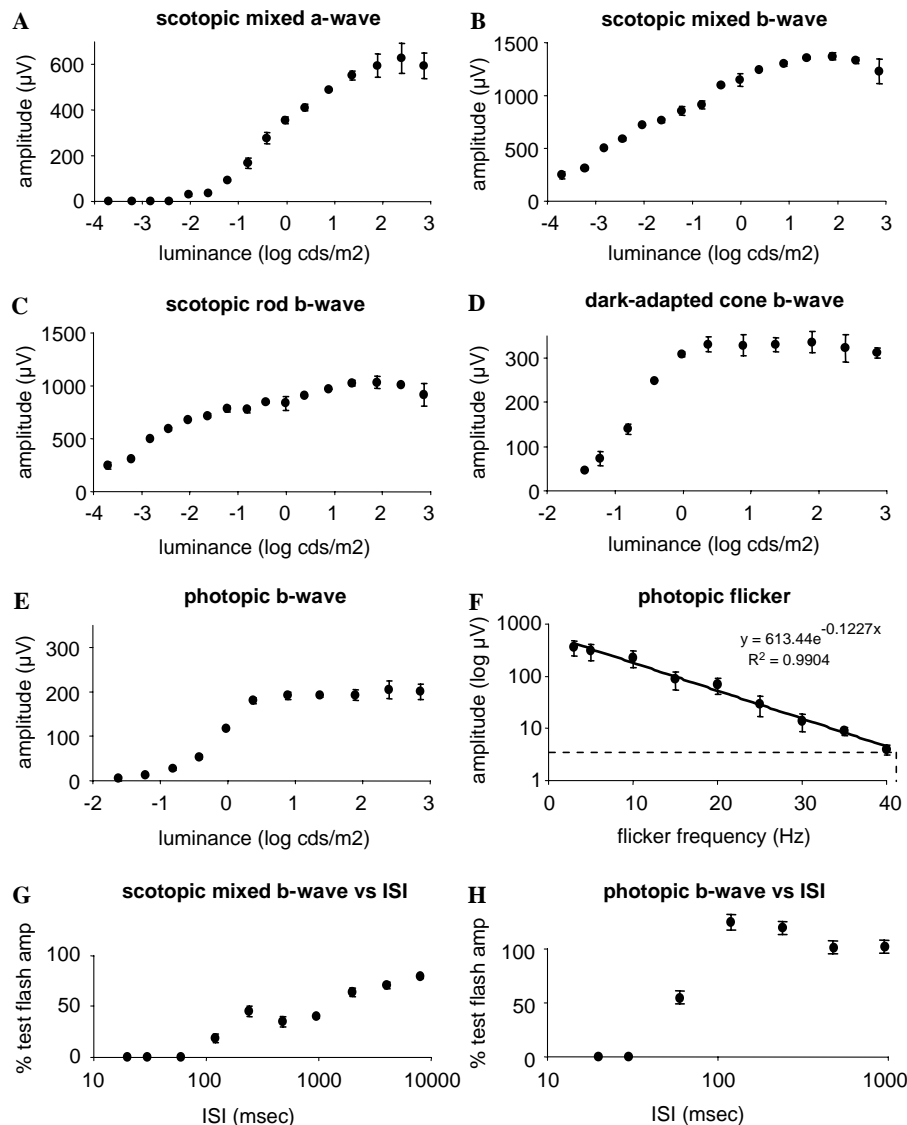 A scotopic mixed a-wave
amplitude (µV)
600
400
200
0
-4 -3 -2 -1 0 1 2 3
luminance (log cds/m2)
B scotopic mixed b-wave
amplitude (µV)
1500
1000
500
0
-4 -3 -2 -1 0 1 2 3
luminance (log cds/m2)
C scotopic rod b-wave
amplitude (µV)
1500
1000
500
0
-4 -3 -2 -1 0 1 2 3
luminance (log cds/m2)
D dark-adapted cone b-wave
amplitude (µV)
300
200
100
0
-2 -1 0 1 2 3
luminance (log cds/m2)
E photopic b-wave
amplitude (µV)
300
200
100
0
-2 -1 0 1 2 3
luminance (log cds/m2)
F photopic flicker
amplitude (log µV)
1000
100
10
1
y = 613.44e-0.1227x
R2 = 0.9904
0 10 20 30 40
flicker frequency (Hz)
G scotopic mixed b-wave vs ISI
% test flash amp
100
50
0
10 100 1000 10000
ISI (msec)
H photopic b-wave vs ISI
% test flash amp
100
50
0
10 100 1000
ISI (msec)